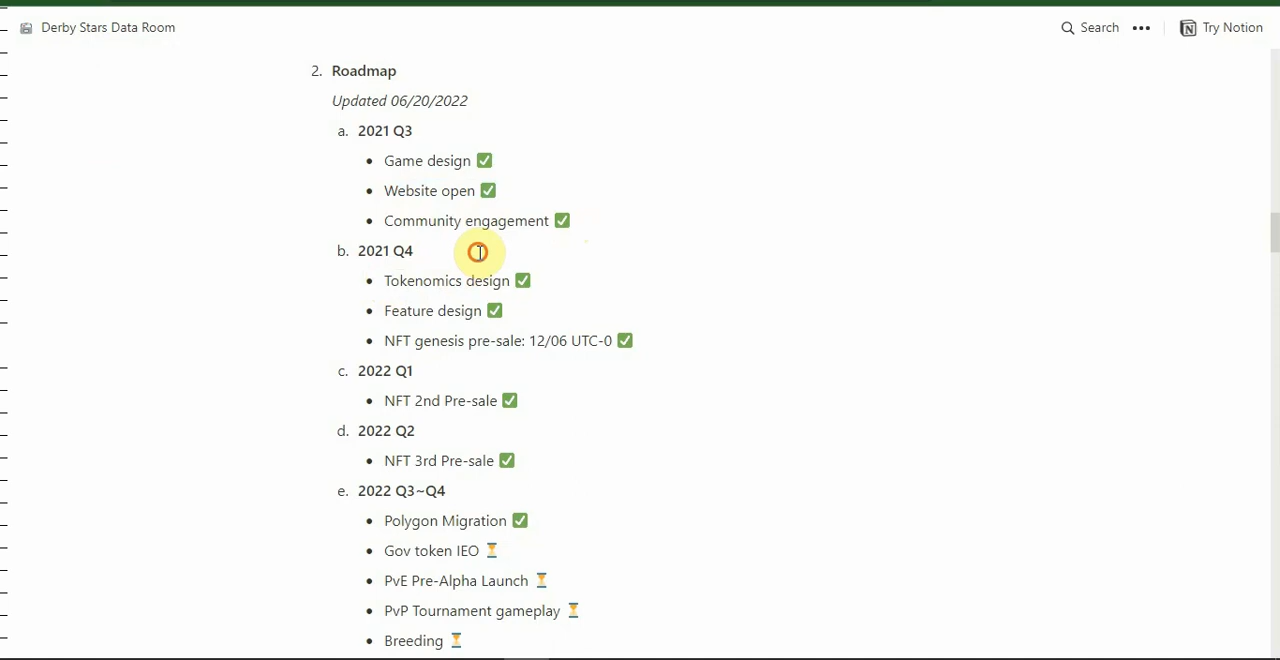 Derby Stars Data Room
Search
Try Notion
2. Roadmap
Updated 06/20/2022
a. 2021 Q3
• Game design ✅
• Website open ✅
• Community engagement ✅
b. 2021 Q4
• Tokenomics design ✅
• Feature design ✅
• NFT genesis pre-sale: 12/06 UTC-0 ✅
c. 2022 Q1
• NFT 2nd Pre-sale ✅
d. 2022 Q2
• NFT 3rd Pre-sale ✅
e. 2022 Q3~Q4
• Polygon Migration ✅
• Gov token IEO ⏳
• PvE Pre-Alpha Launch ⏳
• PvP Tournament gameplay ⏳
• Breeding ⏳